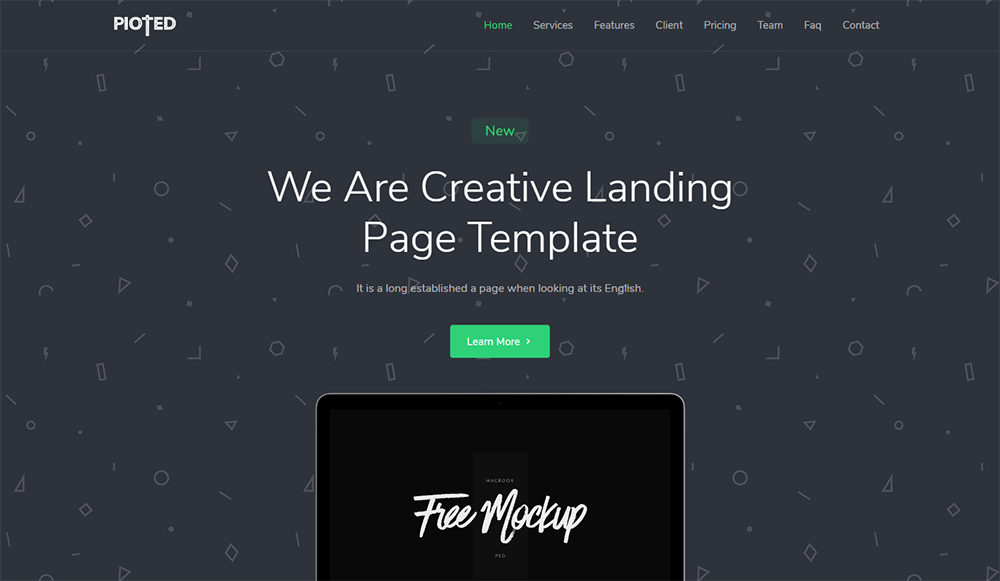 PIOTED
Home Services Features Client Pricing Team Faq Contact
New
We Are Creative Landing
Page Template
It is a long established a page when looking at its English.
Learn More
MACBOOK
Free Mockup
PSD